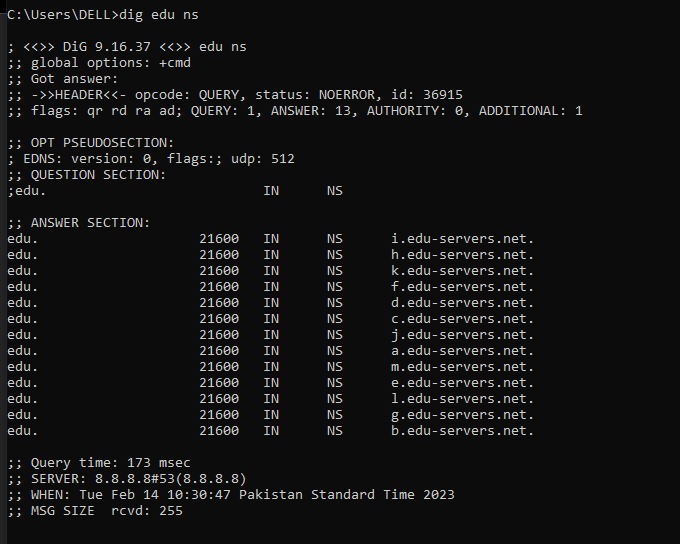 C:\Users\DELL>dig edu ns
; <<>> DiG 9.16.37 <<>> edu ns
;; global options: +cmd
;; Got answer:
;; ->>HEADER<<- opcode: QUERY, status: NOERROR, id: 36915
;; flags: qr rd ra ad; QUERY: 1, ANSWER: 13, AUTHORITY: 0, ADDITIONAL: 1
;; OPT PSEUDOSECTION:
; EDNS: version: 0, flags:; udp: 512
;; QUESTION SECTION:
;edu. IN NS
;; ANSWER SECTION:
edu. 21600 IN NS i.edu-servers.net.
edu. 21600 IN NS h.edu-servers.net.
edu. 21600 IN NS k.edu-servers.net.
edu. 21600 IN NS f.edu-servers.net.
edu. 21600 IN NS d.edu-servers.net.
edu. 21600 IN NS c.edu-servers.net.
edu. 21600 IN NS j.edu-servers.net.
edu. 21600 IN NS a.edu-servers.net.
edu. 21600 IN NS m.edu-servers.net.
edu. 21600 IN NS e.edu-servers.net.
edu. 21600 IN NS l.edu-servers.net.
edu. 21600 IN NS g.edu-servers.net.
edu. 21600 IN NS b.edu-servers.net.
;; Query time: 173 msec
;; SERVER: 8.8.8.8#53(8.8.8.8)
;; WHEN: Tue Feb 14 10:30:47 Pakistan Standard Time 2023
;; MSG SIZE  rcvd: 255